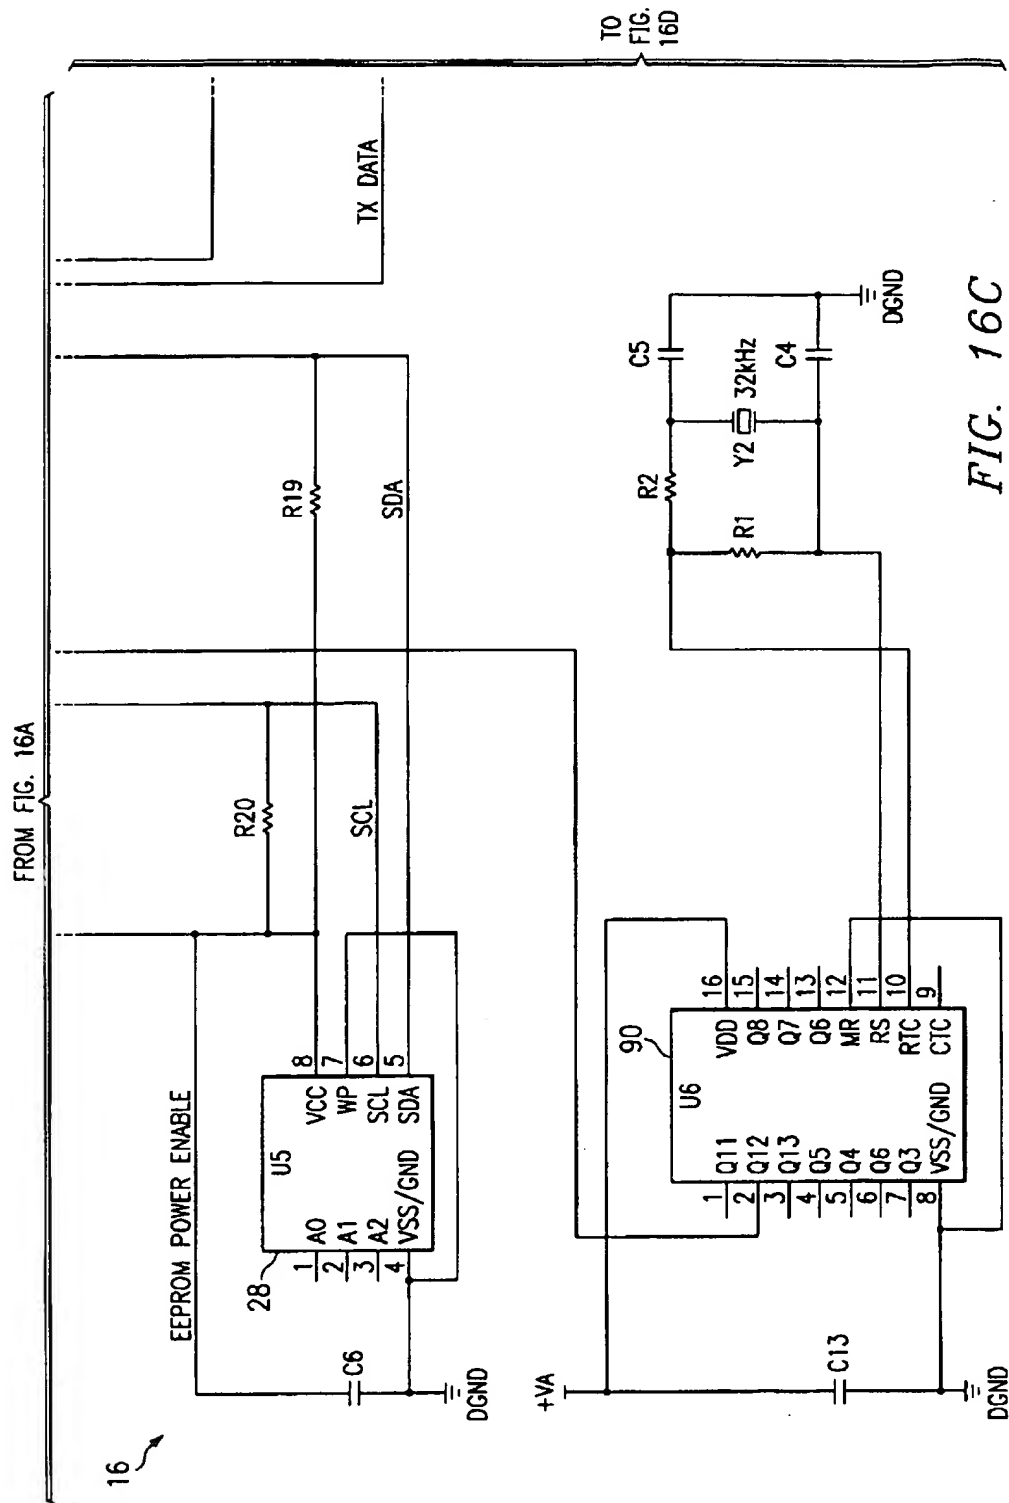 FROM FIG. 16A
TO
FIG.
16D
16
EEPROM POWER ENABLE
R20
R19
SCL
SDA
TX DATA
C6
DGND
28
U5
1 A0
2 A1
3 A2
4 VSS/GND
VCC 8
WP 7
SCL 6
SDA 5
+VA
C13
DGND
90
U6
1 Q11
2 Q12
3 Q13
4 Q5
5 Q4
6 Q6
7 Q3
8 VSS/GND
VDD 16
Q8 15
Q7 14
Q6 13
MR 12
RS 11
RTC 10
CTC 9
R2
R1
C5
Y2 32kHz
C4
DGND
FIG. 16C